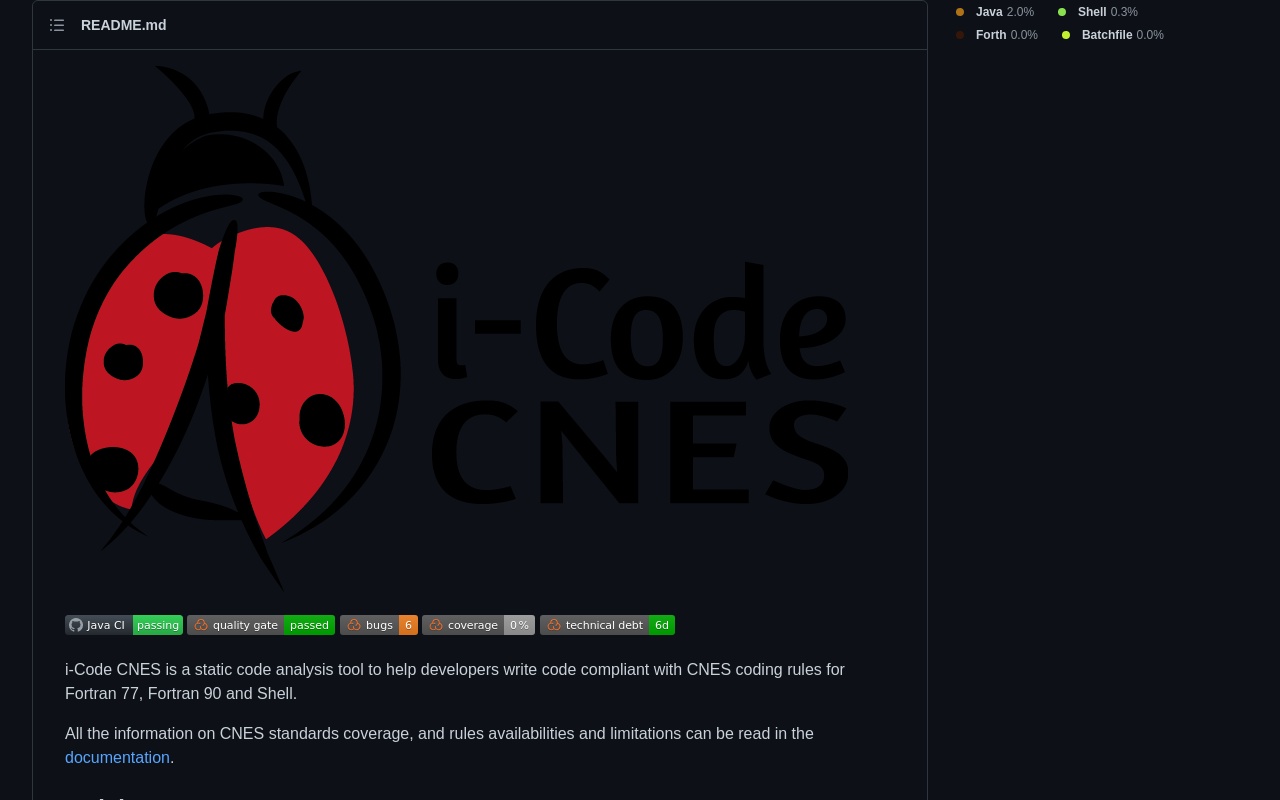 README.md
Java 2.0%
Shell 0.3%
Forth 0.0%
Batchfile 0.0%
i-Code
CNES
Java CI passing
quality gate passed
bugs 6
coverage 0%
technical debt 6d
i-Code CNES is a static code analysis tool to help developers write code compliant with CNES coding rules for
Fortran 77, Fortran 90 and Shell.
All the information on CNES standards coverage, and rules availabilities and limitations can be read in the
documentation.